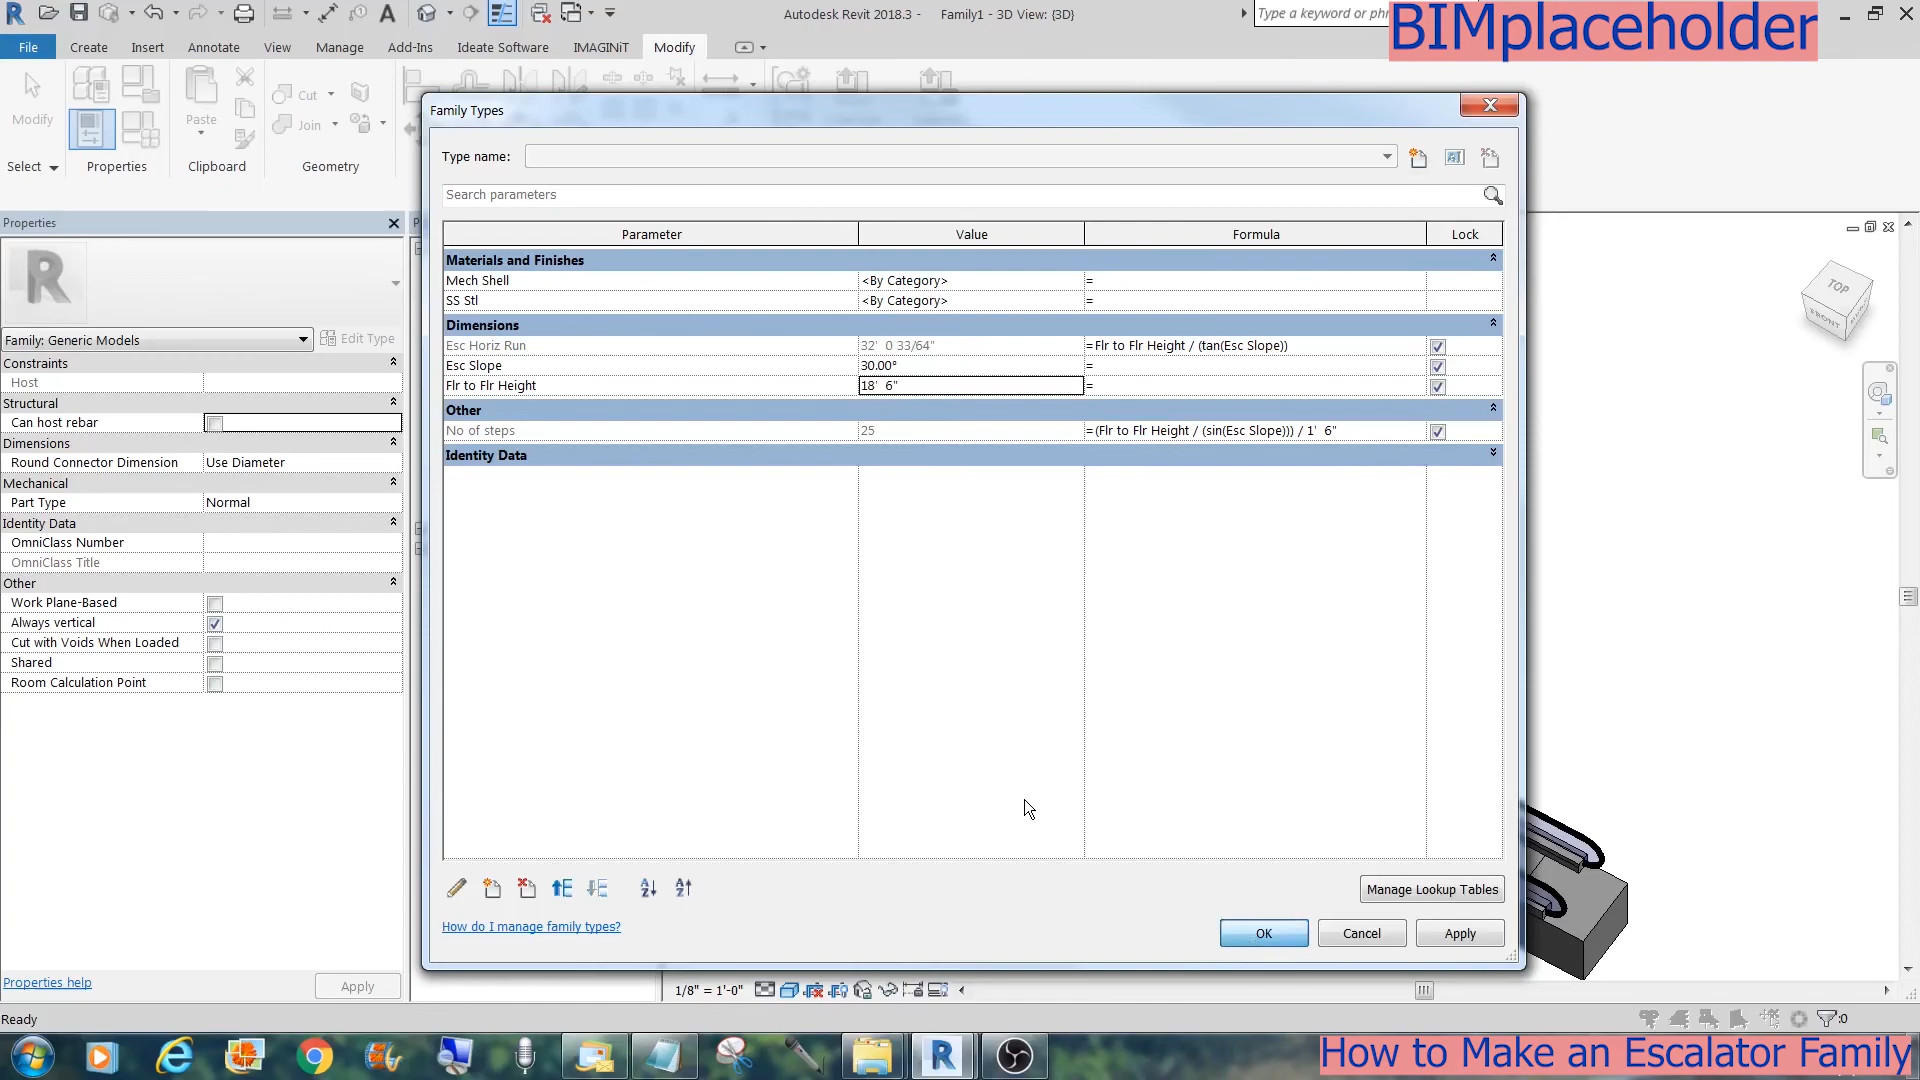 Autodesk Revit 2018.3 - Family1 - 3D View: {3D}
Type a keyword or phr
BIMplaceholder
File Create Insert Annotate View Manage Add-Ins Ideate Software IMAGINiT Modify
Modify
Paste
Cut
Join
Select Properties Clipboard Geometry
Family Types
Type name:
Search parameters
Parameter Value Formula Lock
Materials and Finishes
Mech Shell <By Category> =
SS Stl <By Category> =
Dimensions
Esc Horiz Run 32' 0 33/64" =Flr to Flr Height / (tan(Esc Slope))
Esc Slope 30.00° =
Flr to Flr Height 18' 6" =
Other
No of steps 25 =(Flr to Flr Height / (sin(Esc Slope))) / 1' 6"
Identity Data
Manage Lookup Tables
How do I manage family types?
OK Cancel Apply
Properties
R
Family: Generic Models Edit Type
Constraints
Host
Structural
Can host rebar
Dimensions
Round Connector Dimension Use Diameter
Mechanical
Part Type Normal
Identity Data
OmniClass Number
OmniClass Title
Other
Work Plane-Based
Always vertical
Cut with Voids When Loaded
Shared
Room Calculation Point
Properties help Apply
TOP
FRONT
1/8" = 1'-0"
Ready
:0
How to Make an Escalator Family